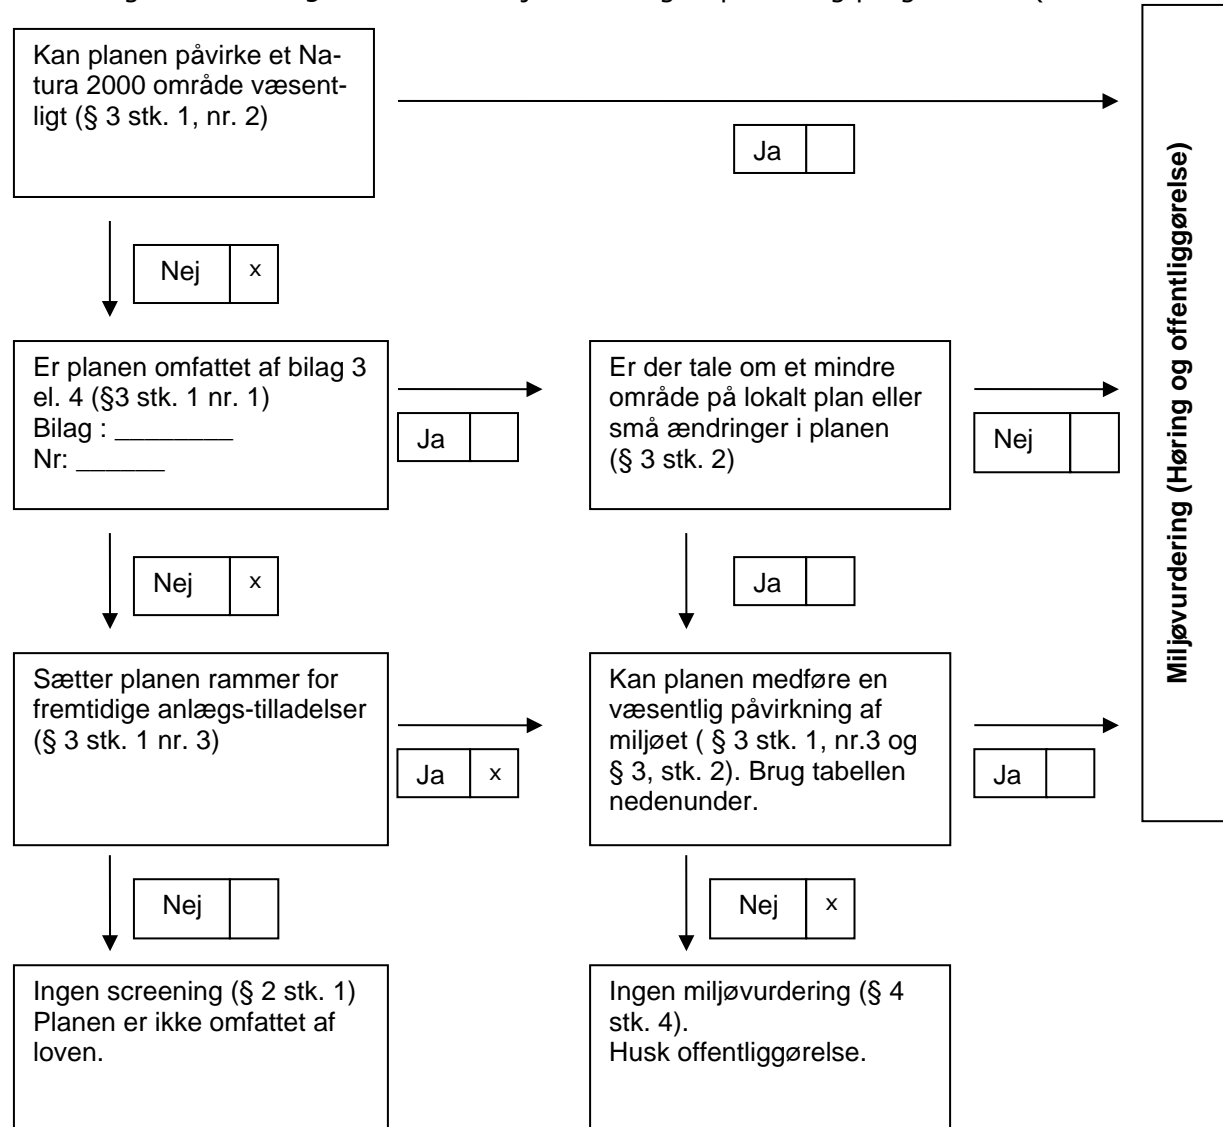 Kan planen påvirke et Na-
tura 2000 område væsent-
ligt (§ 3 stk. 1, nr. 2)
Ja
Nej x
Er planen omfattet af bilag 3
el. 4 (§3 stk. 1 nr. 1)
Bilag : ________
Nr: ______
Ja
Er der tale om et mindre
område på lokalt plan eller
små ændringer i planen
(§ 3 stk. 2)
Nej
Nej x
Ja
Sætter planen rammer for
fremtidige anlægs-tilladelser
(§ 3 stk. 1 nr. 3)
Ja x
Kan planen medføre en
væsentlig påvirkning af
miljøet ( § 3 stk. 1, nr.3 og
§ 3, stk. 2). Brug tabellen
nedenunder.
Ja
Nej
Nej x
Ingen screening (§ 2 stk. 1)
Planen er ikke omfattet af
loven.
Ingen miljøvurdering (§ 4
stk. 4).
Husk offentliggørelse.
Miljøvurdering (Høring og offentliggørelse)